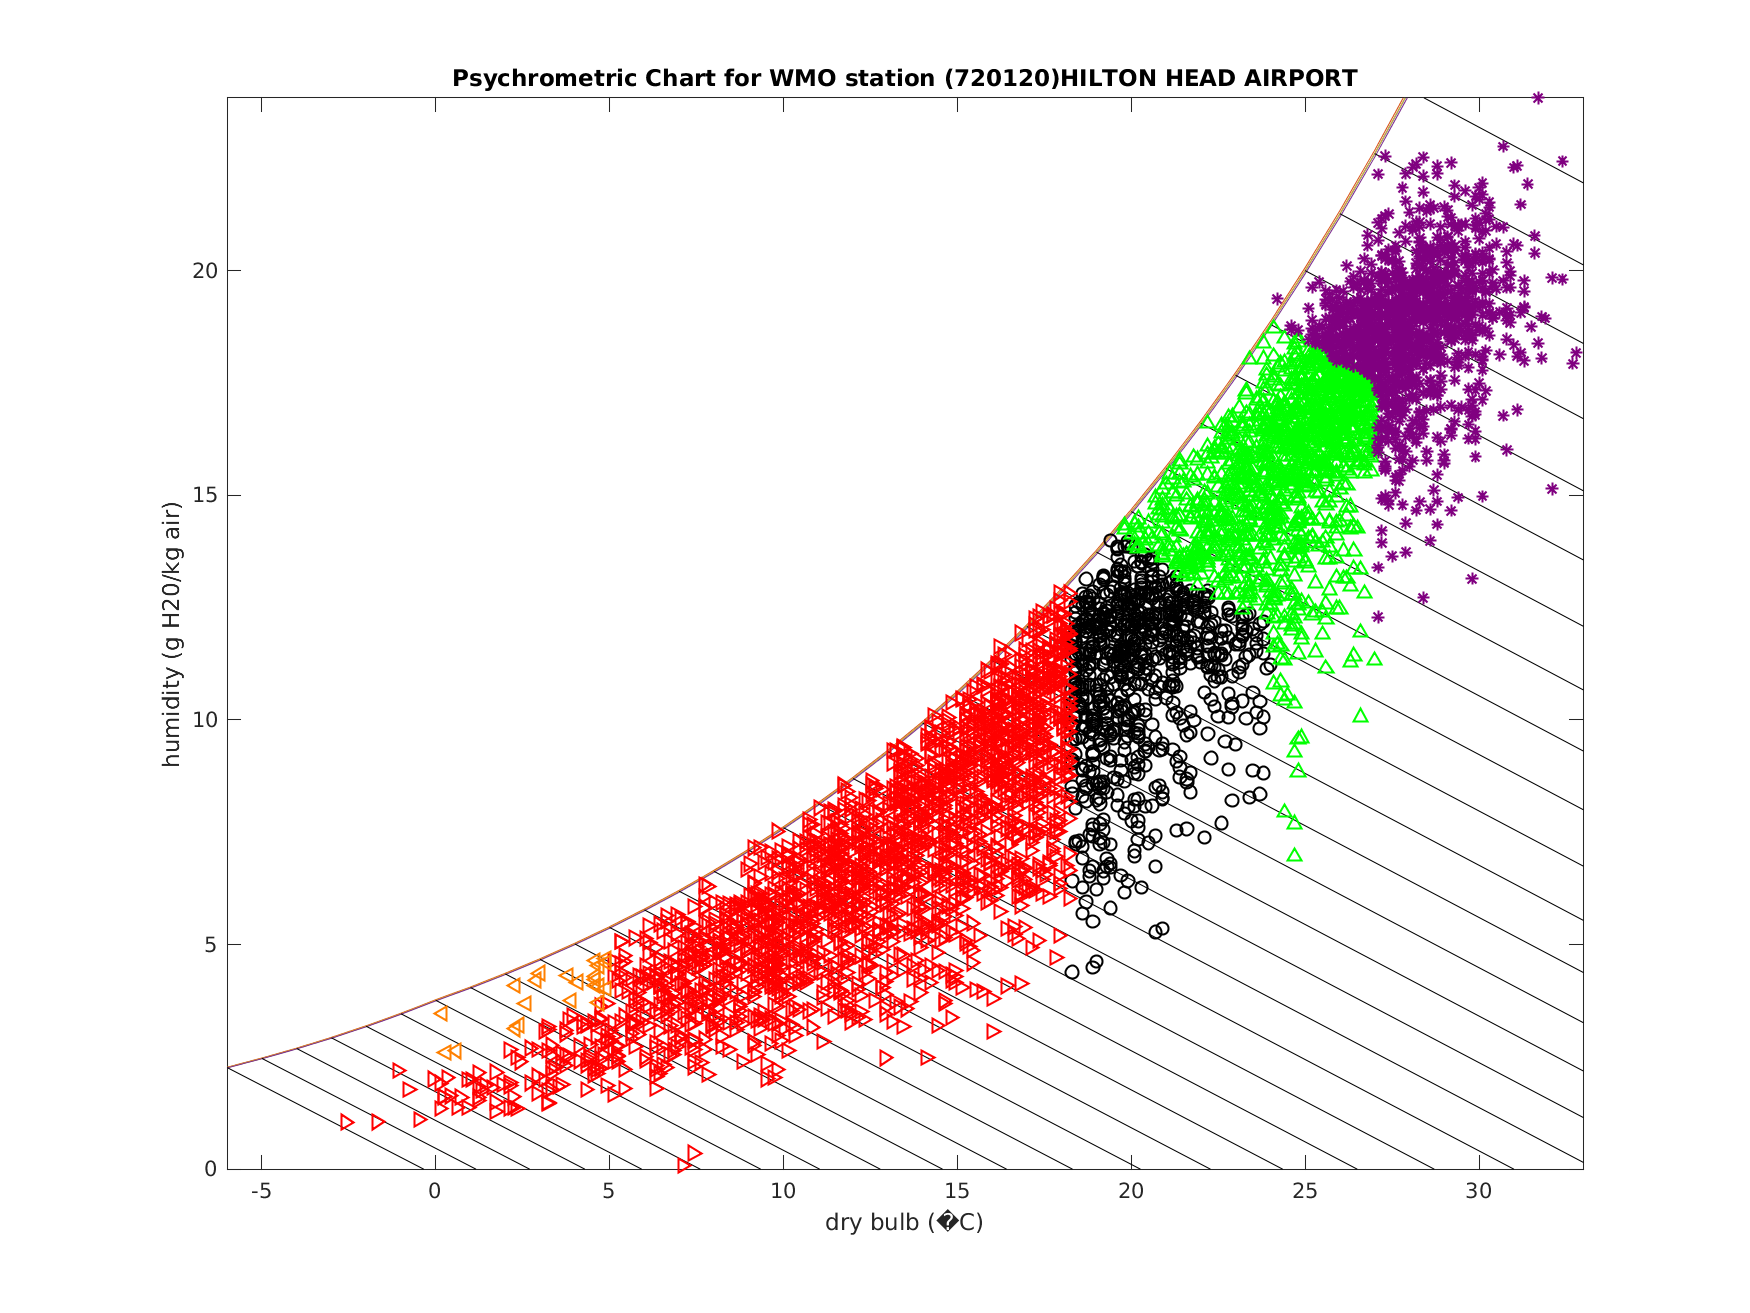 Psychrometric Chart for WMO station (720120)HILTON HEAD AIRPORT
humidity (g H20/kg air)
20
15
10
5
0
-5 0 5 10 15 20 25 30
dry bulb (�C)